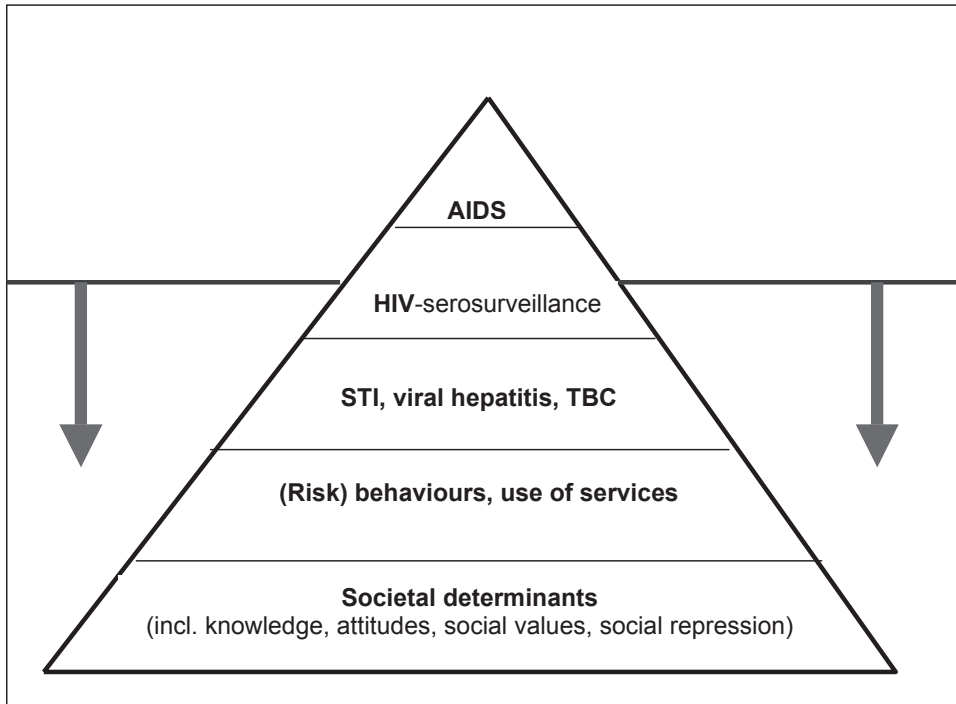 AIDS
HIV-serosurveillance
STI, viral hepatitis, TBC
(Risk) behaviours, use of services
Societal determinants
(incl. knowledge, attitudes, social values, social repression)